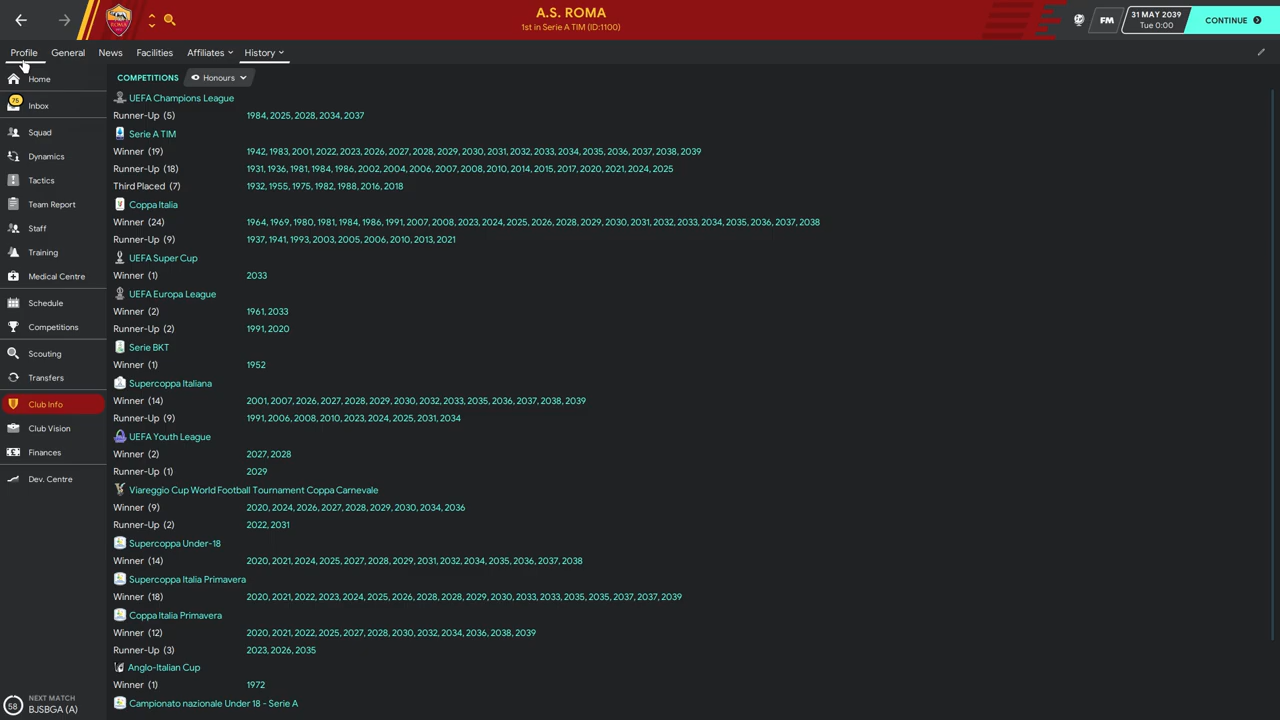 A.S. ROMA
1st in Serie A TIM (ID:1100)
FM
31 MAY 2039
Tue 0:00
CONTINUE
Profile General News Facilities Affiliates History
Home
Inbox
75
Squad
Dynamics
Tactics
Team Report
Staff
Training
Medical Centre
Schedule
Competitions
Scouting
Transfers
Club Info
Club Vision
Finances
Dev. Centre
58
NEXT MATCH
BJSBGA (A)
COMPETITIONS Honours
UEFA Champions League
Runner-Up (5) 1984, 2025, 2028, 2034, 2037
Serie A TIM
Winner (19) 1942, 1983, 2001, 2022, 2023, 2026, 2027, 2028, 2029, 2030, 2031, 2032, 2033, 2034, 2035, 2036, 2037, 2038, 2039
Runner-Up (18) 1931, 1936, 1981, 1984, 1986, 2002, 2004, 2006, 2007, 2008, 2010, 2014, 2015, 2017, 2020, 2021, 2024, 2025
Third Placed (7) 1932, 1955, 1975, 1982, 1988, 2016, 2018
Coppa Italia
Winner (24) 1964, 1969, 1980, 1981, 1984, 1986, 1991, 2007, 2008, 2023, 2024, 2025, 2026, 2028, 2029, 2030, 2031, 2032, 2033, 2034, 2035, 2036, 2037, 2038
Runner-Up (9) 1937, 1941, 1993, 2003, 2005, 2006, 2010, 2013, 2021
UEFA Super Cup
Winner (1) 2033
UEFA Europa League
Winner (2) 1961, 2033
Runner-Up (2) 1991, 2020
Serie BKT
Winner (1) 1952
Supercoppa Italiana
Winner (14) 2001, 2007, 2026, 2027, 2028, 2029, 2030, 2032, 2033, 2035, 2036, 2037, 2038, 2039
Runner-Up (9) 1991, 2006, 2008, 2010, 2023, 2024, 2025, 2031, 2034
UEFA Youth League
Winner (2) 2027, 2028
Runner-Up (1) 2029
Viareggio Cup World Football Tournament Coppa Carnevale
Winner (9) 2020, 2024, 2026, 2027, 2028, 2029, 2030, 2034, 2036
Runner-Up (2) 2022, 2031
Supercoppa Under-18
Winner (14) 2020, 2021, 2024, 2025, 2027, 2028, 2029, 2031, 2032, 2034, 2035, 2036, 2037, 2038
Supercoppa Italia Primavera
Winner (18) 2020, 2021, 2022, 2023, 2024, 2025, 2026, 2028, 2028, 2029, 2030, 2033, 2033, 2035, 2035, 2037, 2037, 2039
Coppa Italia Primavera
Winner (12) 2020, 2021, 2022, 2025, 2027, 2028, 2030, 2032, 2034, 2036, 2038, 2039
Runner-Up (3) 2023, 2026, 2035
Anglo-Italian Cup
Winner (1) 1972
Campionato nazionale Under 18 - Serie A